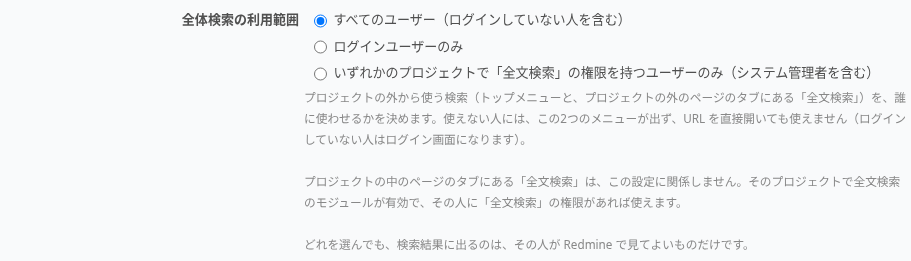 全体検索の利用範囲 すべてのユーザー（ログインしていない人を含む）
ログインユーザーのみ
いずれかのプロジェクトで「全文検索」の権限を持つユーザーのみ（システム管理者を含む）
プロジェクトの外から使う検索（トップメニューと、プロジェクトの外のページのタブにある「全文検索」）を、誰
に使わせるかを決めます。使えない人には、この2つのメニューが出ず、URL を直接開いても使えません（ログイン
していない人はログイン画面になります）。
プロジェクトの中のページのタブにある「全文検索」は、この設定に関係しません。そのプロジェクトで全文検索
のモジュールが有効で、その人に「全文検索」の権限があれば使えます。
どれを選んでも、検索結果に出るのは、その人が Redmine で見てよいものだけです。